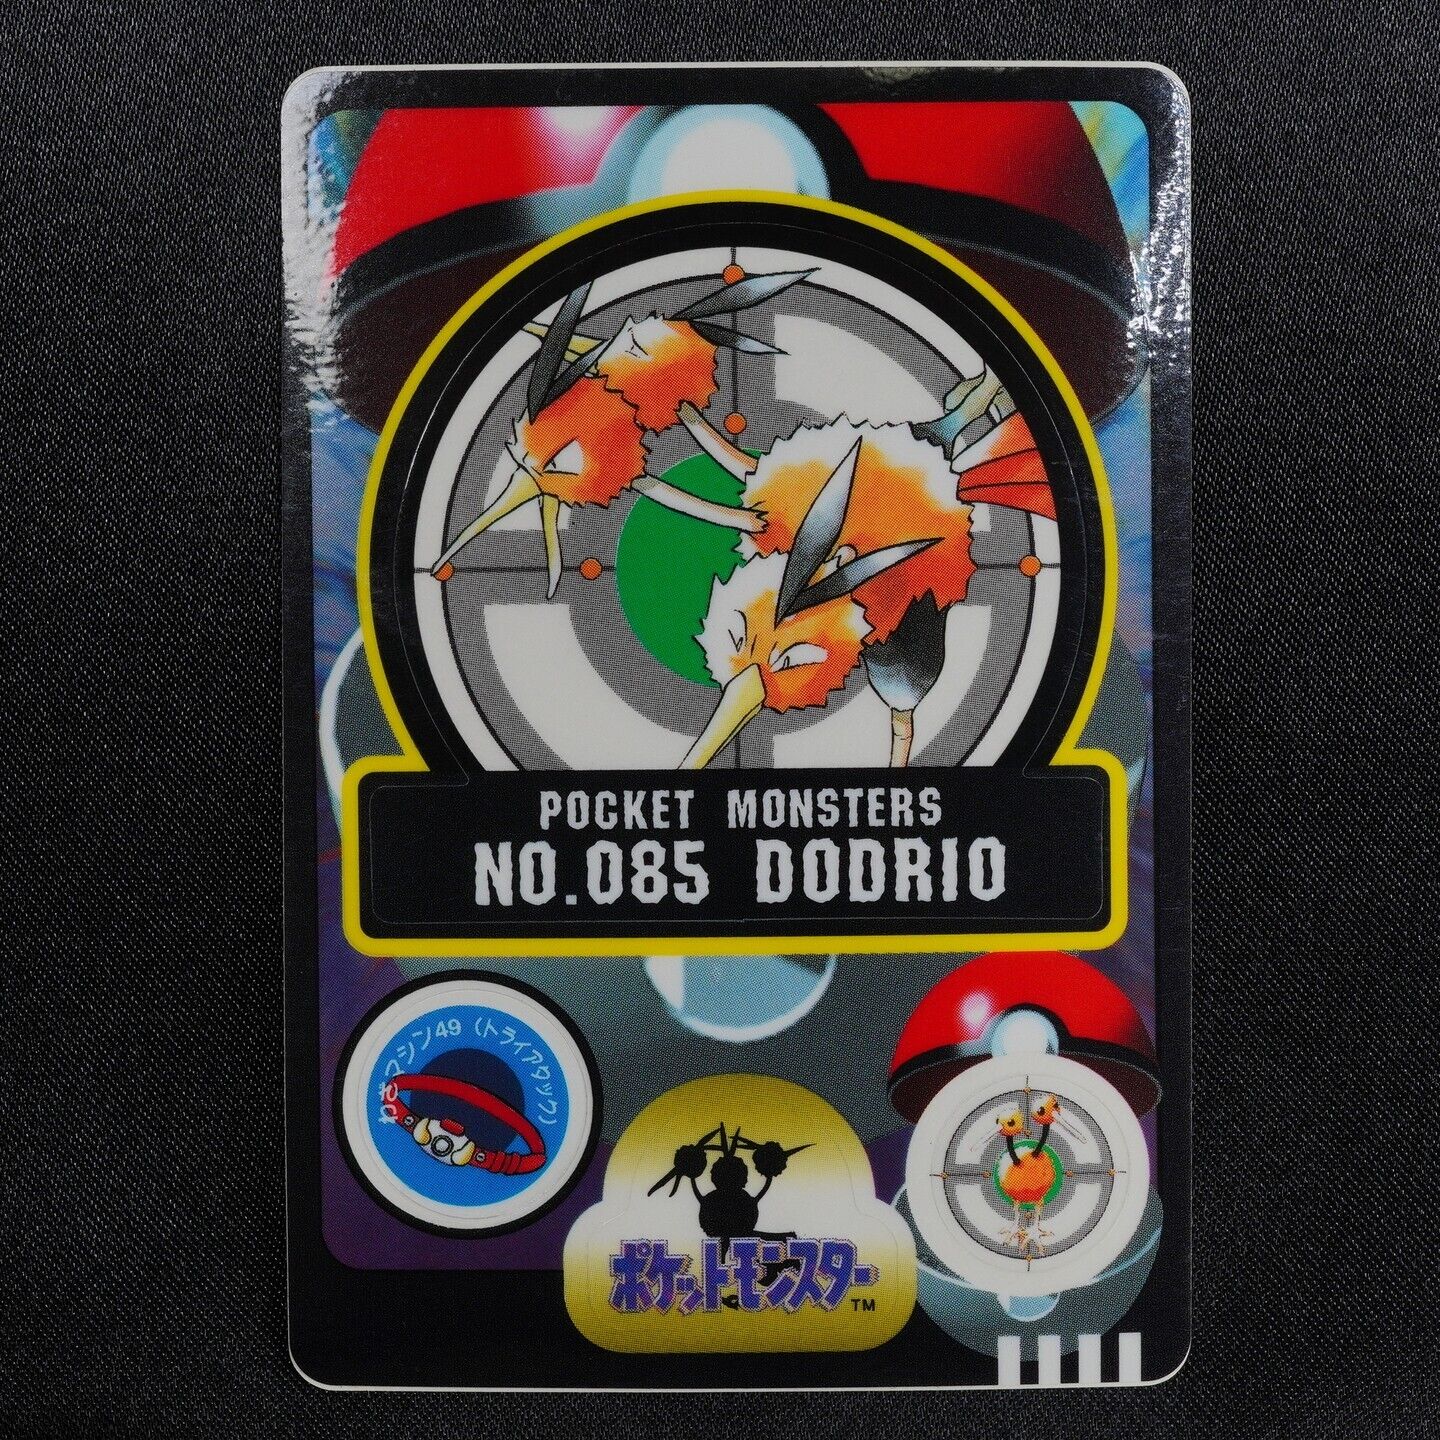 POCKET MONSTERS
NO.085 DODRIO
わざマシン49 (トライアタック)
ポケットモンスター TM